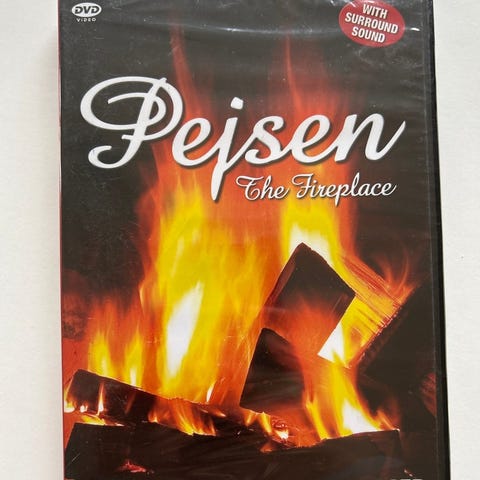 DVD
VIDEO
WITH
SURROUND
SOUND
Pejsen
The Fireplace